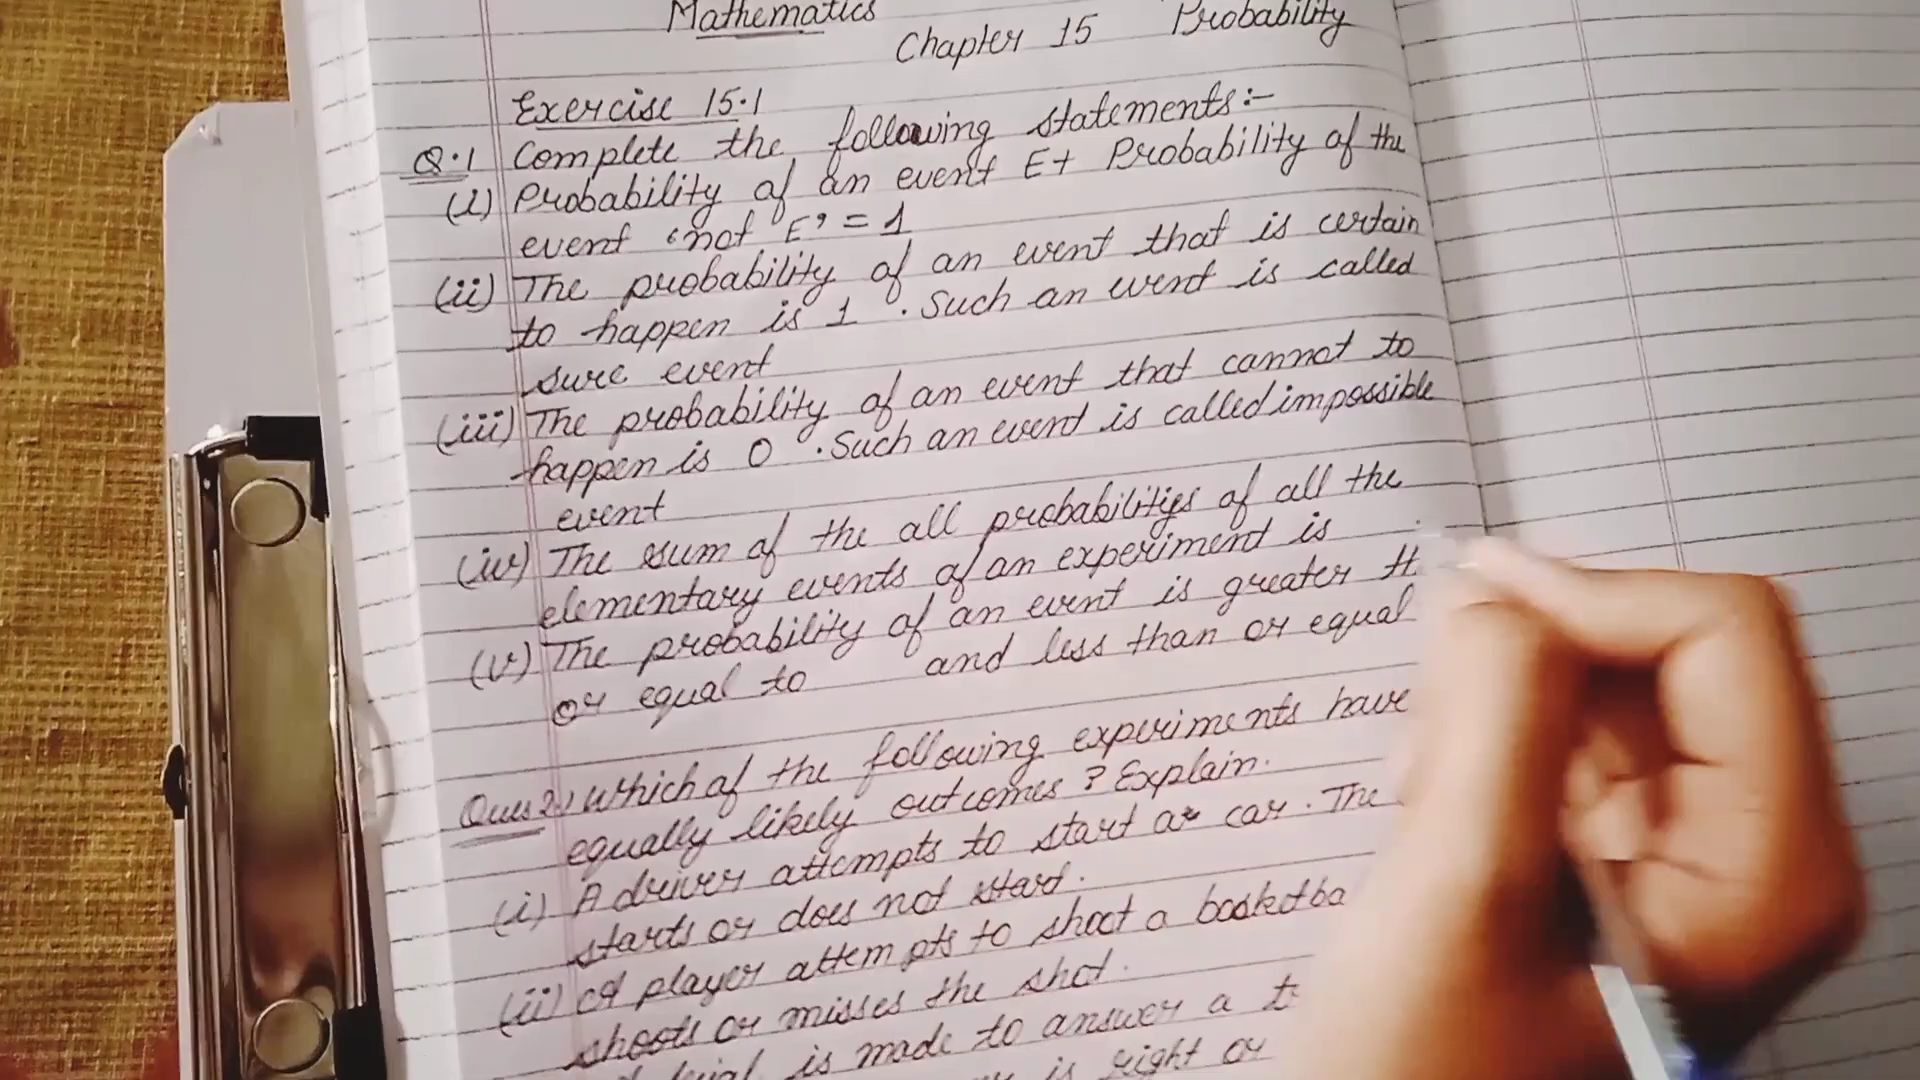 Mathematics
Chapter 15 Probability
Exercise 15.1
Q.1 Complete the following statements:-
(i) Probability of an event E+ Probability of the
event ‘not E’ = 1
(ii) The probability of an event that is certain
to happen is 1 . Such an event is called
sure event
(iii) The probability of an event that cannot to
happen is 0 . Such an event is called impossible
event
(iv) The sum of the all probabilities of all the
elementary events of an experiment is
(v) The probability of an event is greater
or equal to and less than or equal
Ques 2.) Which of the following experiments have
equally likely outcomes ? Explain.
(i) A driver attempts to start a car . The
starts or does not start .
(ii) A player attempts to shoot a basketba
shoots or misses the shot .
is made to answer a
is right or